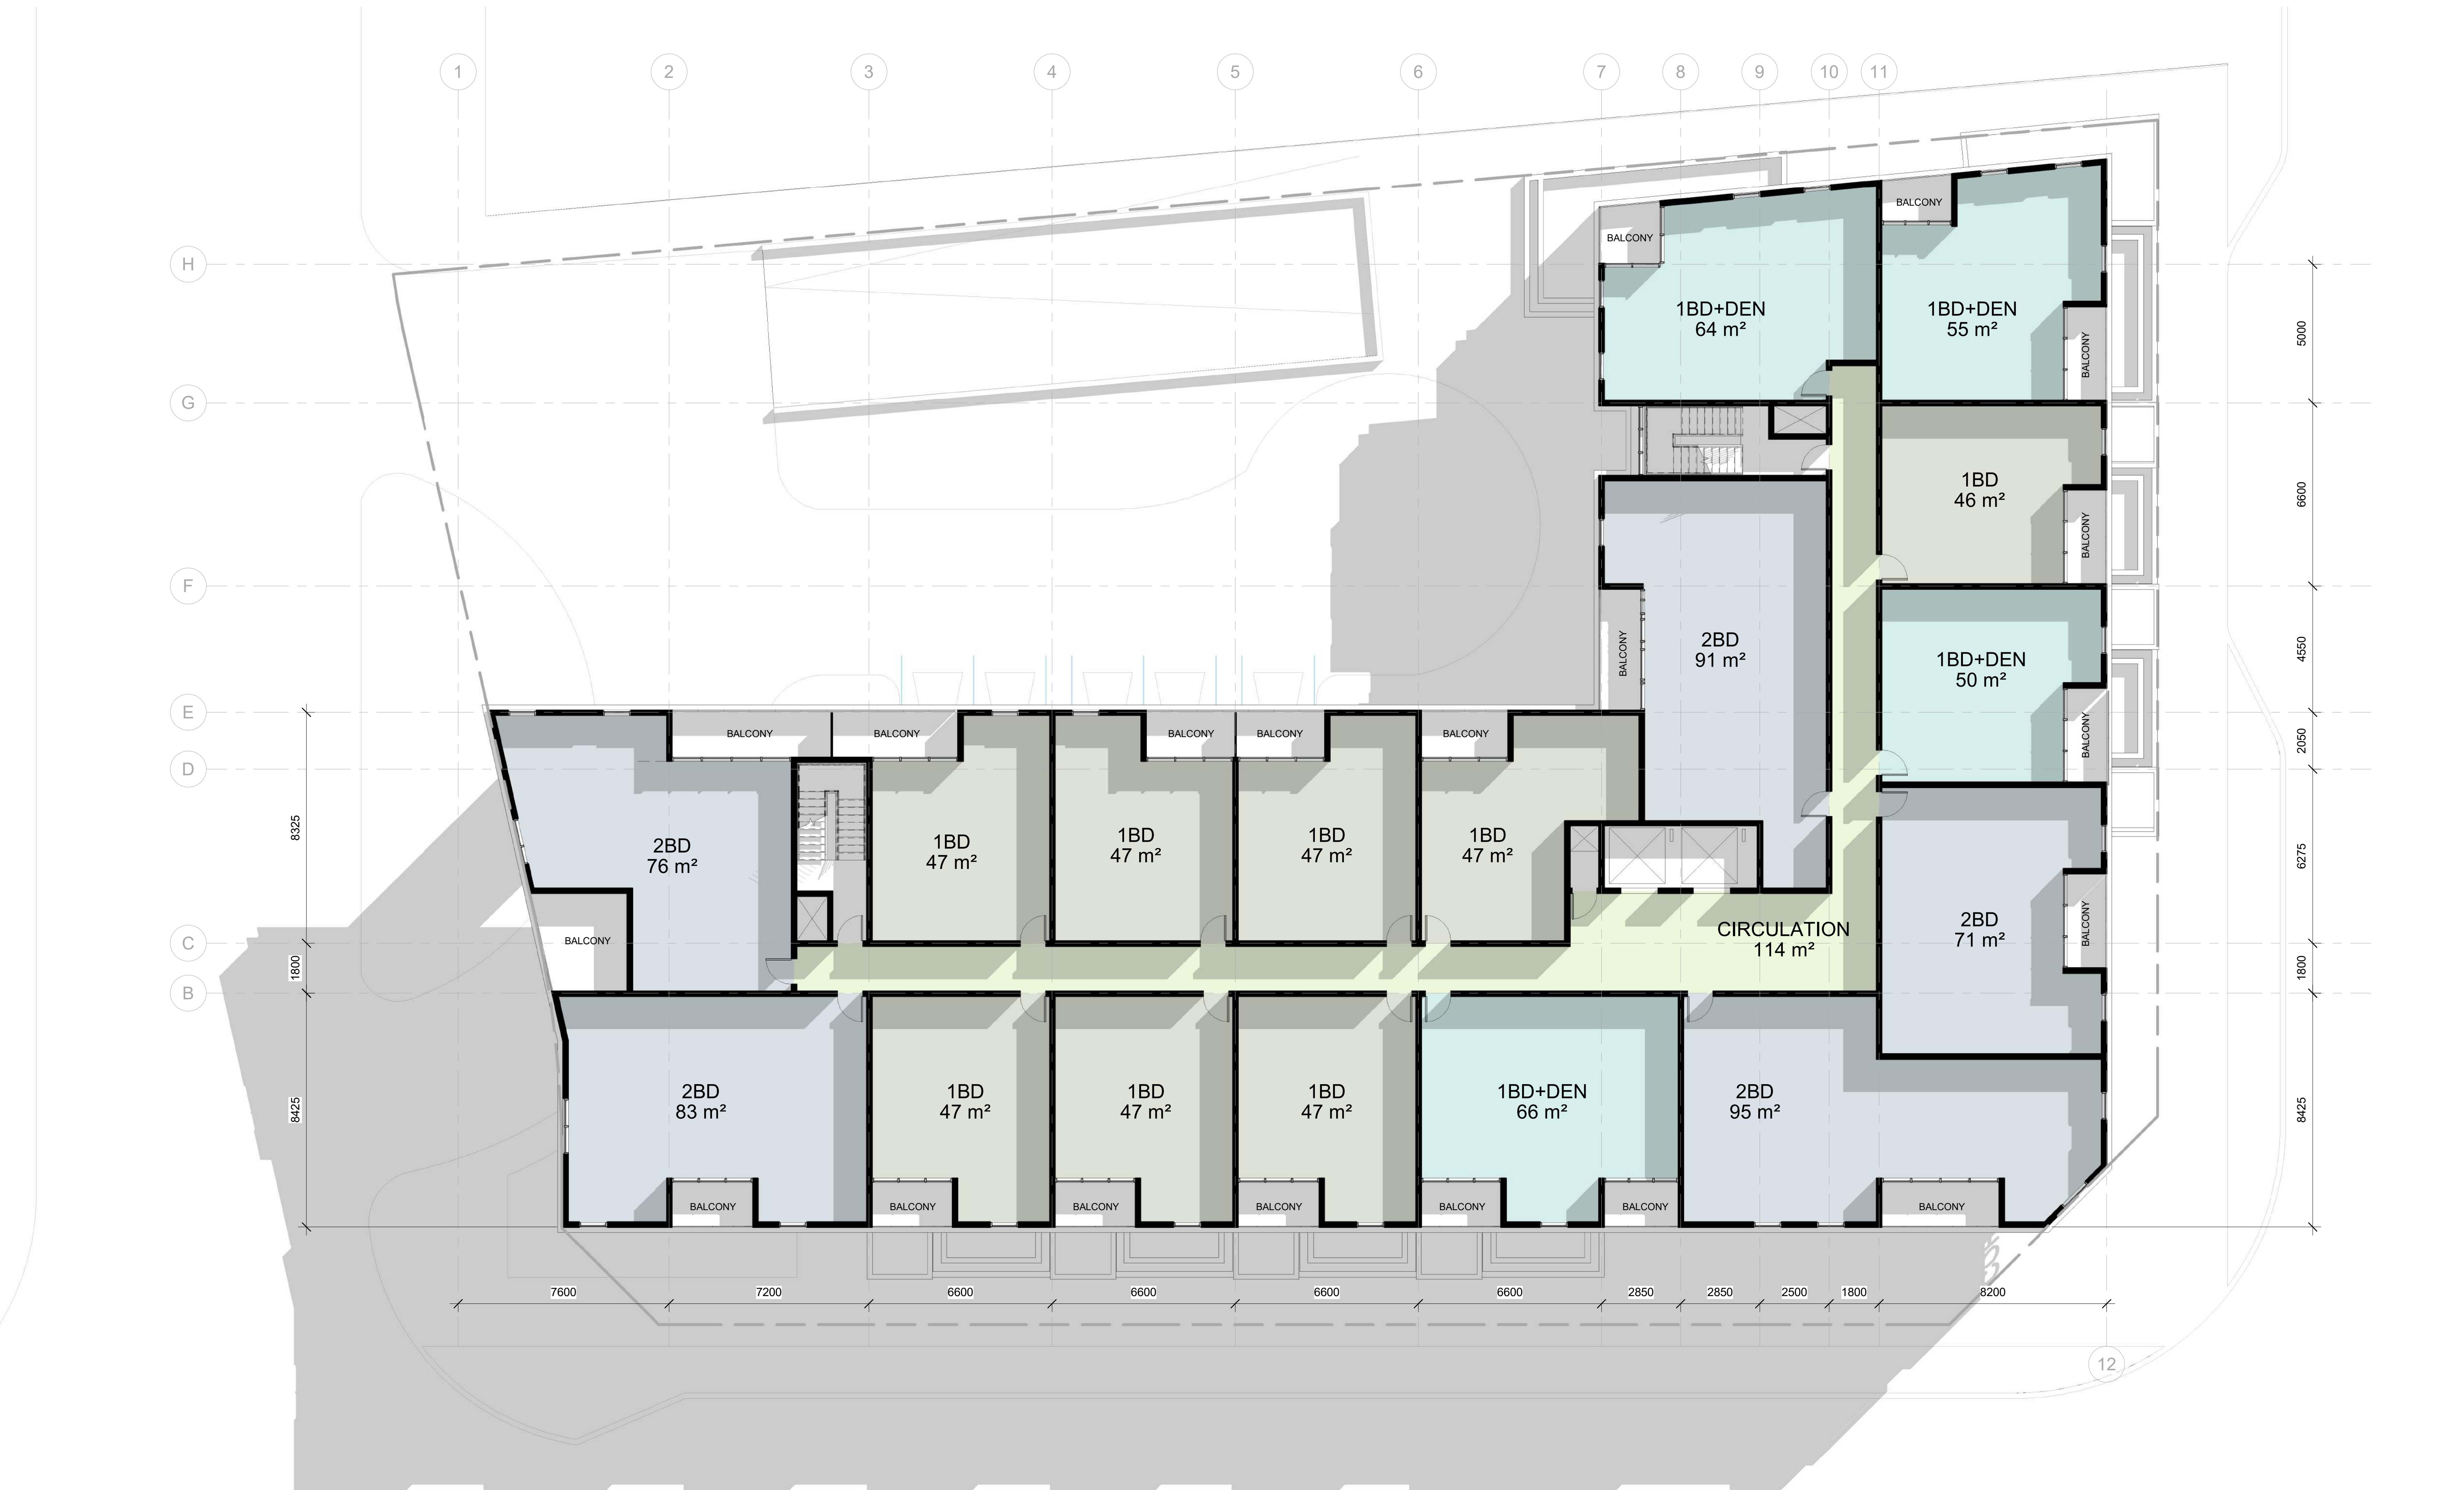 1
2
3
4
5
6
7
8
9
10
11
BALCONY
BALCONY
H
1BD+DEN
64 m²
1BD+DEN
55 m²
5000
BALCONY
G
1BD
46 m²
6600
BALCONY
F
BALCONY
2BD
91 m²
1BD+DEN
50 m²
4550
E
BALCONY
BALCONY
BALCONY
BALCONY
BALCONY
BALCONY
2050
D
8325
2BD
76 m²
1BD
47 m²
1BD
47 m²
1BD
47 m²
1BD
47 m²
6275
BALCONY
C
CIRCULATION
114 m²
2BD
71 m²
BALCONY
1800
1800
B
8425
2BD
83 m²
1BD
47 m²
1BD
47 m²
1BD
47 m²
1BD+DEN
66 m²
2BD
95 m²
8425
BALCONY
BALCONY
BALCONY
BALCONY
BALCONY
BALCONY
BALCONY
7600
7200
6600
6600
6600
6600
2850
2850
2500
1800
8200
12